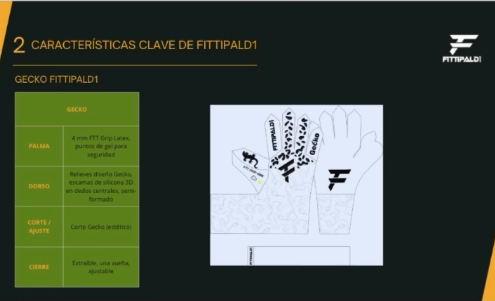 2 CARACTERÍSTICAS CLAVE DE FITTIPALD1
FITTIPALD1
GECKO FITTIPALD1
GECKO
PALMA
4 mm FTT Grip Latex,
puntos de gel para
seguridad
DORSO
Relieves diseño Gecko,
escamas de silicona 3D
en dedos centrales, semi-
formado
CORTE /
AJUSTE
Corte Gecko (estético)
CIERRE
Extraíble, una vuelta,
ajustable
FITTIPALD1
Gecko